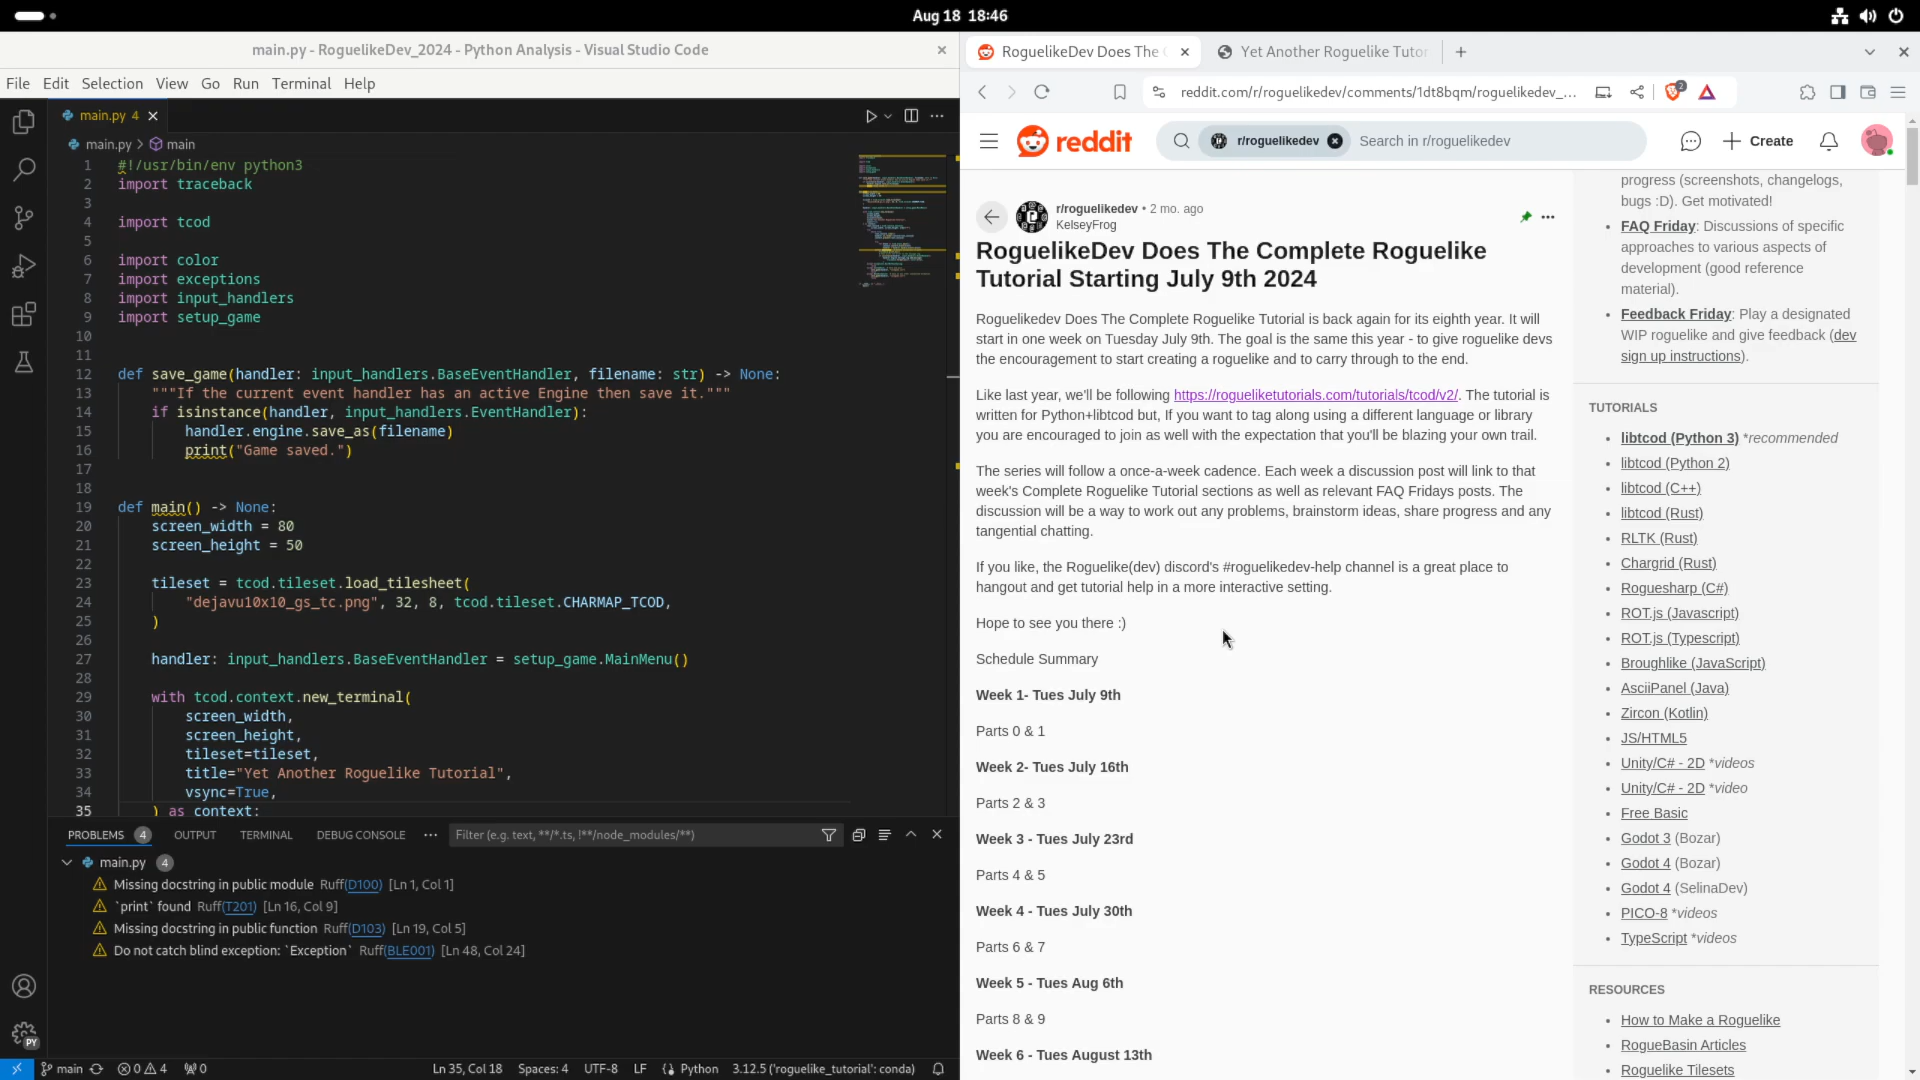 Aug 18 18:46
main.py - RoguelikeDev_2024 - Python Analysis - Visual Studio Code
File Edit Selection View Go Run Terminal Help
main.py 4
main.py > main
1 #!/usr/bin/env python3
2 import traceback
3
4 import tcod
5
6 import color
7 import exceptions
8 import input_handlers
9 import setup_game
10
11
12 def save_game(handler: input_handlers.BaseEventHandler, filename: str) -> None:
13 """If the current event handler has an active Engine then save it."""
14 if isinstance(handler, input_handlers.EventHandler):
15 handler.engine.save_as(filename)
16 print("Game saved.")
17
18
19 def main() -> None:
20 screen_width = 80
21 screen_height = 50
22
23 tileset = tcod.tileset.load_tilesheet(
24 "dejavu10x10_gs_tc.png", 32, 8, tcod.tileset.CHARMAP_TCOD,
25 )
26
27 handler: input_handlers.BaseEventHandler = setup_game.MainMenu()
28
29 with tcod.context.new_terminal(
30 screen_width,
31 screen_height,
32 tileset=tileset,
33 title="Yet Another Roguelike Tutorial",
34 vsync=True,
35 ) as context:
PROBLEMS 4 OUTPUT TERMINAL DEBUG CONSOLE ··· Filter (e.g. text, **/*.ts, !**/node_modules/**)
main.py 4
Missing docstring in public module Ruff(D100) [Ln 1, Col 1]
`print` found Ruff(T201) [Ln 16, Col 9]
Missing docstring in public function Ruff(D103) [Ln 19, Col 5]
Do not catch blind exception: `Exception` Ruff(BLE001) [Ln 48, Col 24]
PY
main 0 4 0 Ln 35, Col 18 Spaces: 4 UTF-8 LF Python 3.12.5 ('roguelike_tutorial': conda)
RoguelikeDev Does The C Yet Another Roguelike Tutor
reddit.com/r/roguelikedev/comments/1dt8bqm/roguelikedev_... 2
reddit r/roguelikedev Search in r/roguelikedev Create
r/roguelikedev • 2 mo. ago
KelseyFrog
RoguelikeDev Does The Complete Roguelike
Tutorial Starting July 9th 2024
Roguelikedev Does The Complete Roguelike Tutorial is back again for its eighth year. It will
start in one week on Tuesday July 9th. The goal is the same this year - to give roguelike devs
the encouragement to start creating a roguelike and to carry through to the end.
Like last year, we'll be following https://rogueliketutorials.com/tutorials/tcod/v2/. The tutorial is
written for Python+libtcod but, If you want to tag along using a different language or library
you are encouraged to join as well with the expectation that you'll be blazing your own trail.
The series will follow a once-a-week cadence. Each week a discussion post will link to that
week's Complete Roguelike Tutorial sections as well as relevant FAQ Fridays posts. The
discussion will be a way to work out any problems, brainstorm ideas, share progress and any
tangential chatting.
If you like, the Roguelike(dev) discord's #roguelikedev-help channel is a great place to
hangout and get tutorial help in a more interactive setting.
Hope to see you there :)
Schedule Summary
Week 1- Tues July 9th
Parts 0 & 1
Week 2- Tues July 16th
Parts 2 & 3
Week 3 - Tues July 23rd
Parts 4 & 5
Week 4 - Tues July 30th
Parts 6 & 7
Week 5 - Tues Aug 6th
Parts 8 & 9
Week 6 - Tues August 13th
progress (screenshots, changelogs,
bugs :D). Get motivated!
FAQ Friday: Discussions of specific
approaches to various aspects of
development (good reference
material).
Feedback Friday: Play a designated
WIP roguelike and give feedback (dev
sign up instructions).
TUTORIALS
libtcod (Python 3) *recommended
libtcod (Python 2)
libtcod (C++)
libtcod (Rust)
RLTK (Rust)
Chargrid (Rust)
Roguesharp (C#)
ROT.js (Javascript)
ROT.js (Typescript)
Broughlike (JavaScript)
AsciiPanel (Java)
Zircon (Kotlin)
JS/HTML5
Unity/C# - 2D *videos
Unity/C# - 2D *video
Free Basic
Godot 3 (Bozar)
Godot 4 (Bozar)
Godot 4 (SelinaDev)
PICO-8 *videos
TypeScript *videos
RESOURCES
How to Make a Roguelike
RogueBasin Articles
Roguelike Tilesets